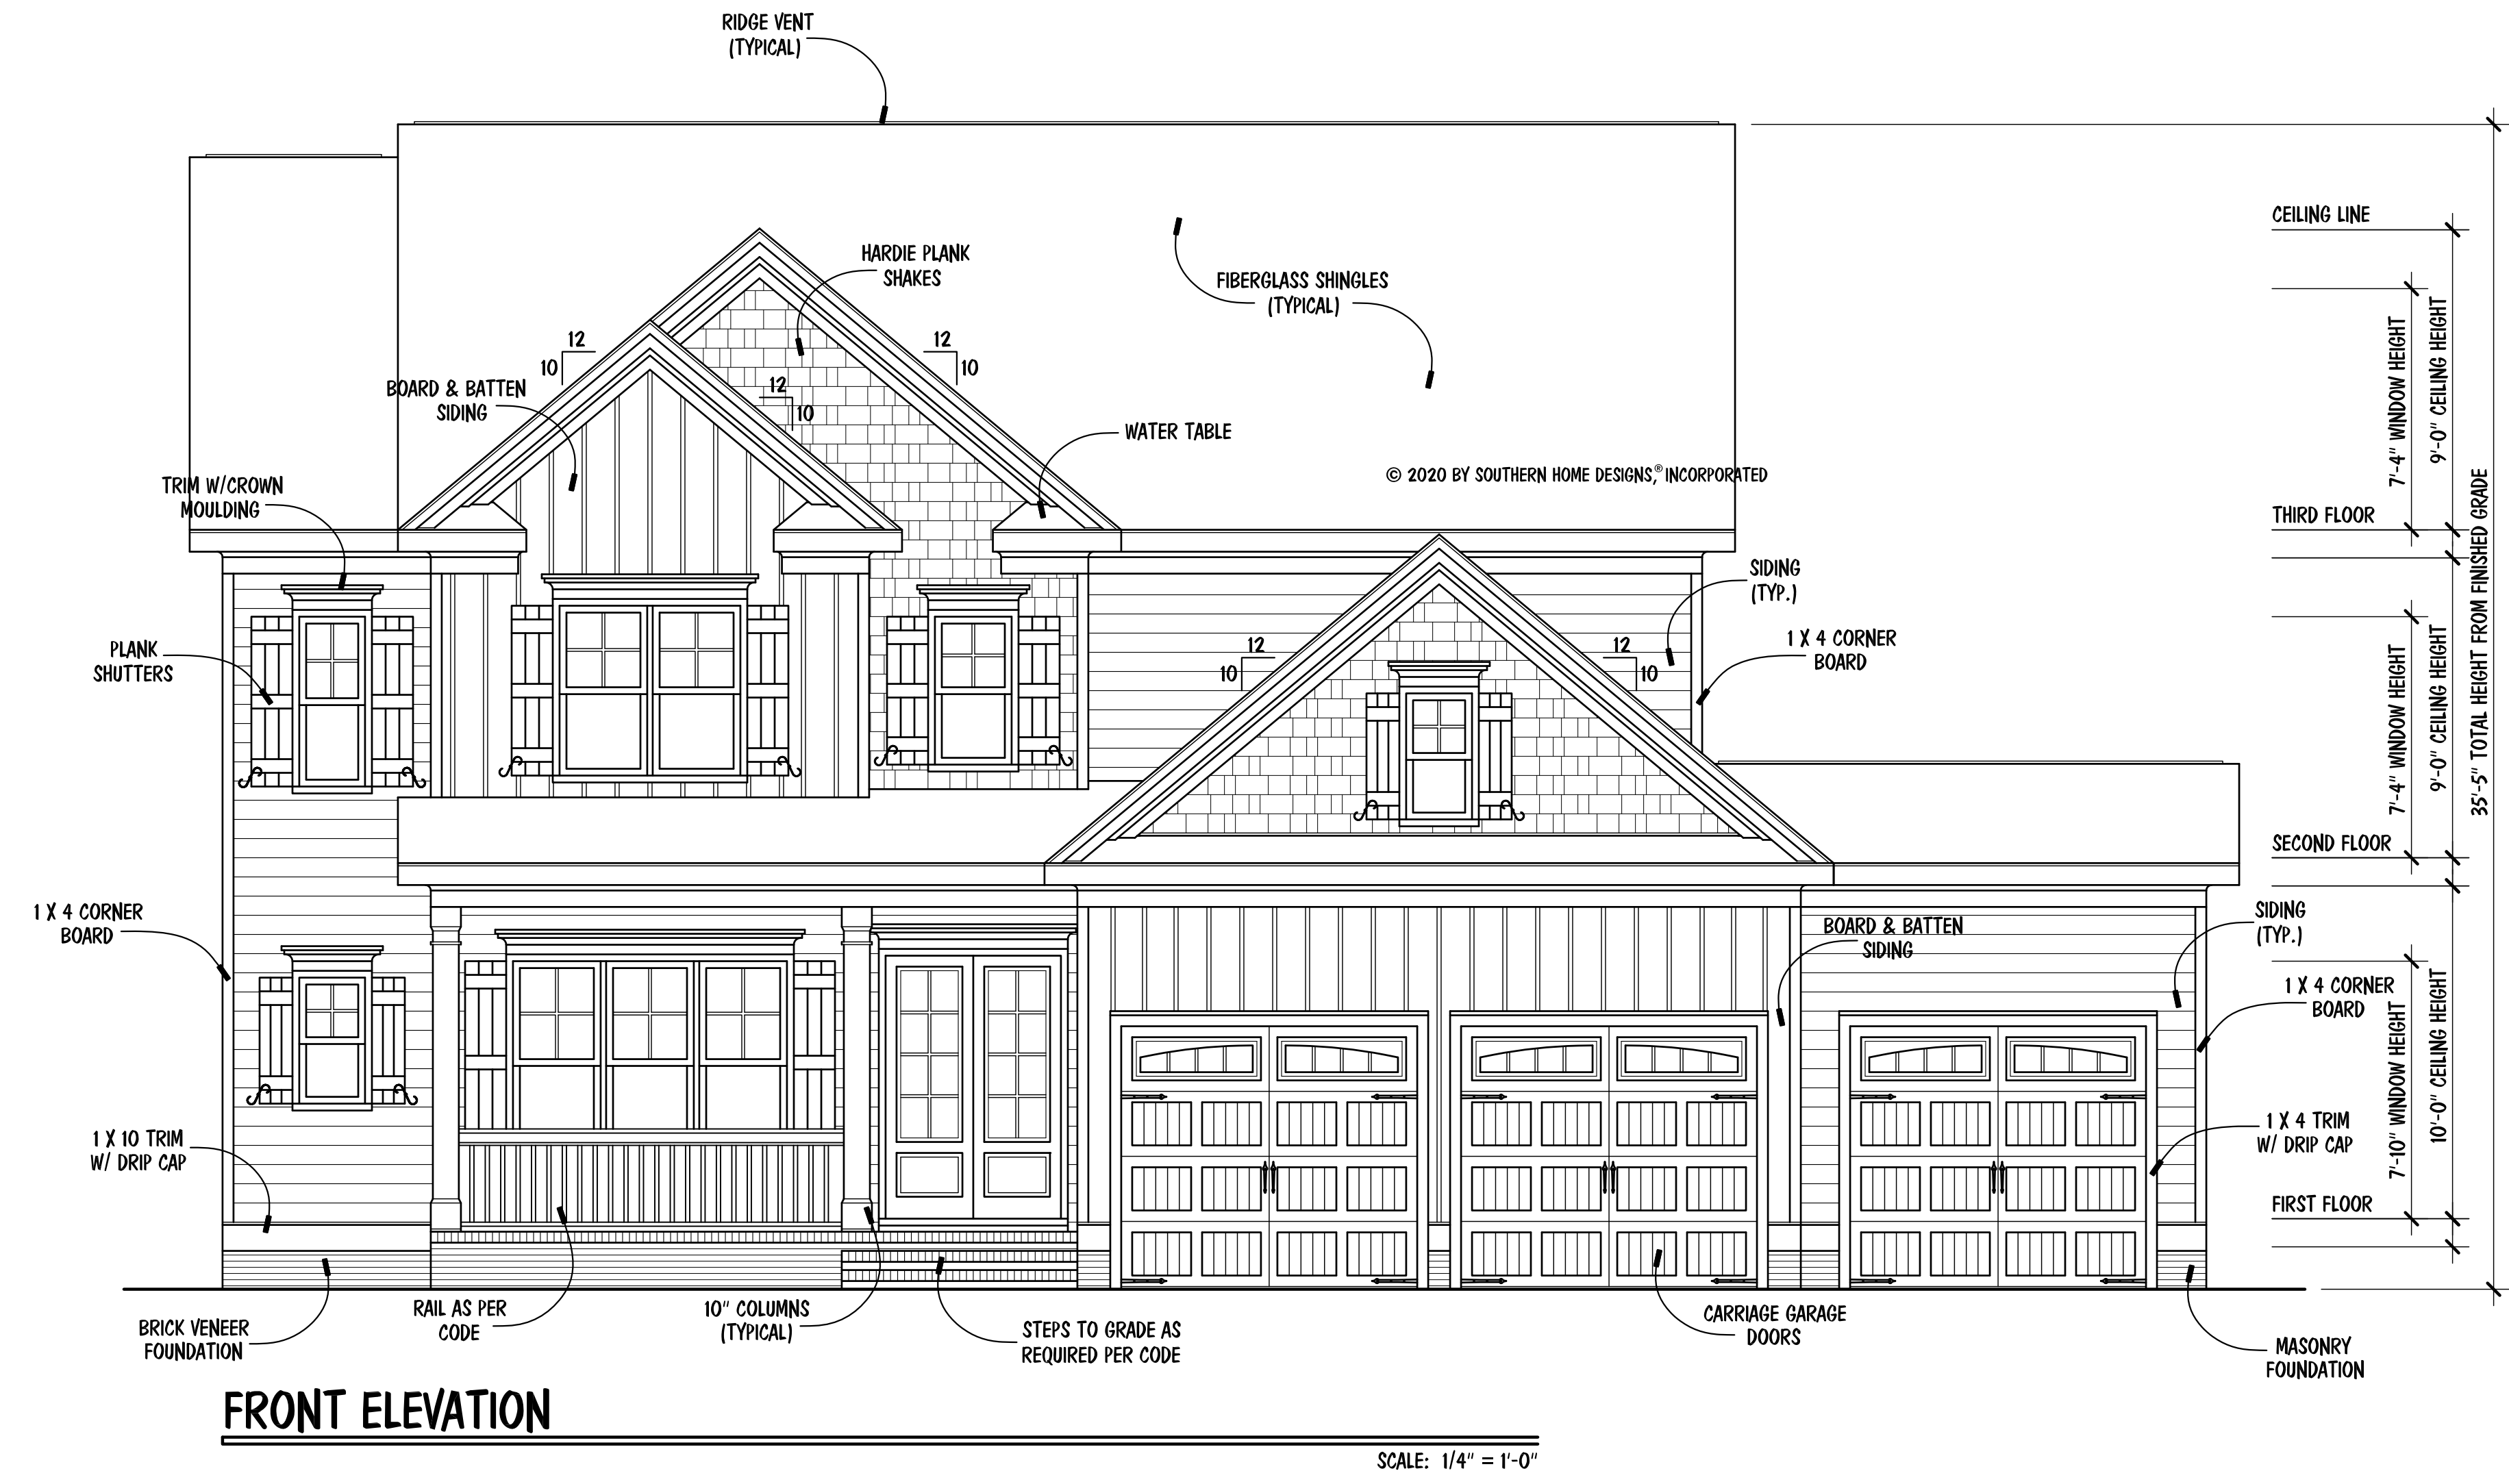 RIDGE VENT
(TYPICAL)
CEILING LINE
HARDIE PLANK
SHAKES
FIBERGLASS SHINGLES
(TYPICAL)
12
10
12
10
12
10
BOARD & BATTEN
SIDING
WATER TABLE
7'-4" WINDOW HEIGHT
9'-0" CEILING HEIGHT
© 2020 BY SOUTHERN HOME DESIGNS,® INCORPORATED
TRIM W/CROWN
MOULDING
THIRD FLOOR
35'-5" TOTAL HEIGHT FROM FINISHED GRADE
SIDING
(TYP.)
PLANK
SHUTTERS
12
10
12
10
1 X 4 CORNER
BOARD
7'-4" WINDOW HEIGHT
9'-0" CEILING HEIGHT
SECOND FLOOR
1 X 4 CORNER
BOARD
BOARD & BATTEN
SIDING
SIDING
(TYP.)
1 X 4 CORNER
BOARD
7'-10" WINDOW HEIGHT
10'-0" CEILING HEIGHT
1 X 10 TRIM
W/ DRIP CAP
1 X 4 TRIM
W/ DRIP CAP
FIRST FLOOR
BRICK VENEER
FOUNDATION
RAIL AS PER
CODE
10" COLUMNS
(TYPICAL)
STEPS TO GRADE AS
REQUIRED PER CODE
CARRIAGE GARAGE
DOORS
MASONRY
FOUNDATION
FRONT ELEVATION
SCALE: 1/4" = 1'-0"